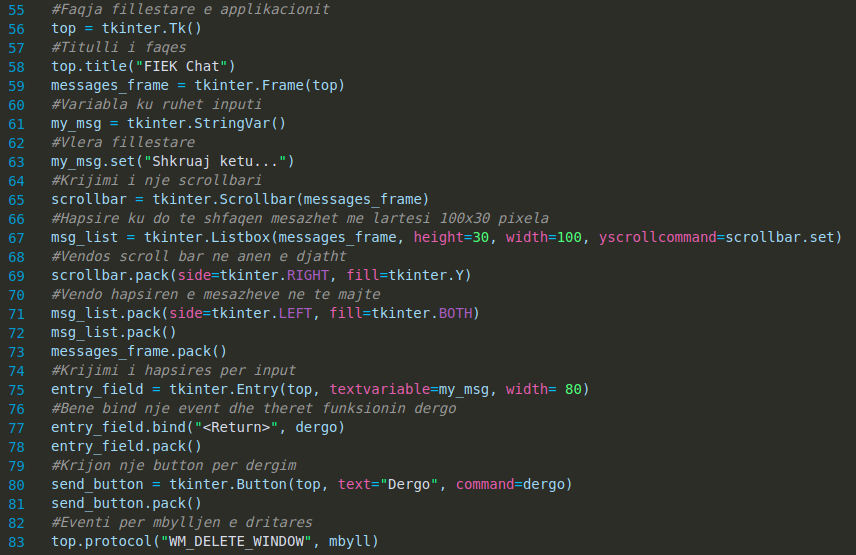 55 #Faqja fillestare e applikacionit
56 top = tkinter.Tk()
57 #Titulli i faqes
58 top.title("FIEK Chat")
59 messages_frame = tkinter.Frame(top)
60 #Variabla ku ruhet inputi
61 my_msg = tkinter.StringVar()
62 #Vlera fillestare
63 my_msg.set("Shkruaj ketu...")
64 #Krijimi i nje scrollbari
65 scrollbar = tkinter.Scrollbar(messages_frame)
66 #Hapsire ku do te shfaqen mesazhet me lartesi 100x30 pixela
67 msg_list = tkinter.Listbox(messages_frame, height=30, width=100, yscrollcommand=scrollbar.set)
68 #Vendos scroll bar ne anen e djatht
69 scrollbar.pack(side=tkinter.RIGHT, fill=tkinter.Y)
70 #Vendo hapsiren e mesazheve ne te majte
71 msg_list.pack(side=tkinter.LEFT, fill=tkinter.BOTH)
72 msg_list.pack()
73 messages_frame.pack()
74 #Krijimi i hapsires per input
75 entry_field = tkinter.Entry(top, textvariable=my_msg, width= 80)
76 #Bene bind nje event dhe theret funksionin dergo
77 entry_field.bind("<Return>", dergo)
78 entry_field.pack()
79 #Krijon nje button per dergim
80 send_button = tkinter.Button(top, text="Dergo", command=dergo)
81 send_button.pack()
82 #Eventi per mbylljen e dritares
83 top.protocol("WM_DELETE_WINDOW", mbyll)